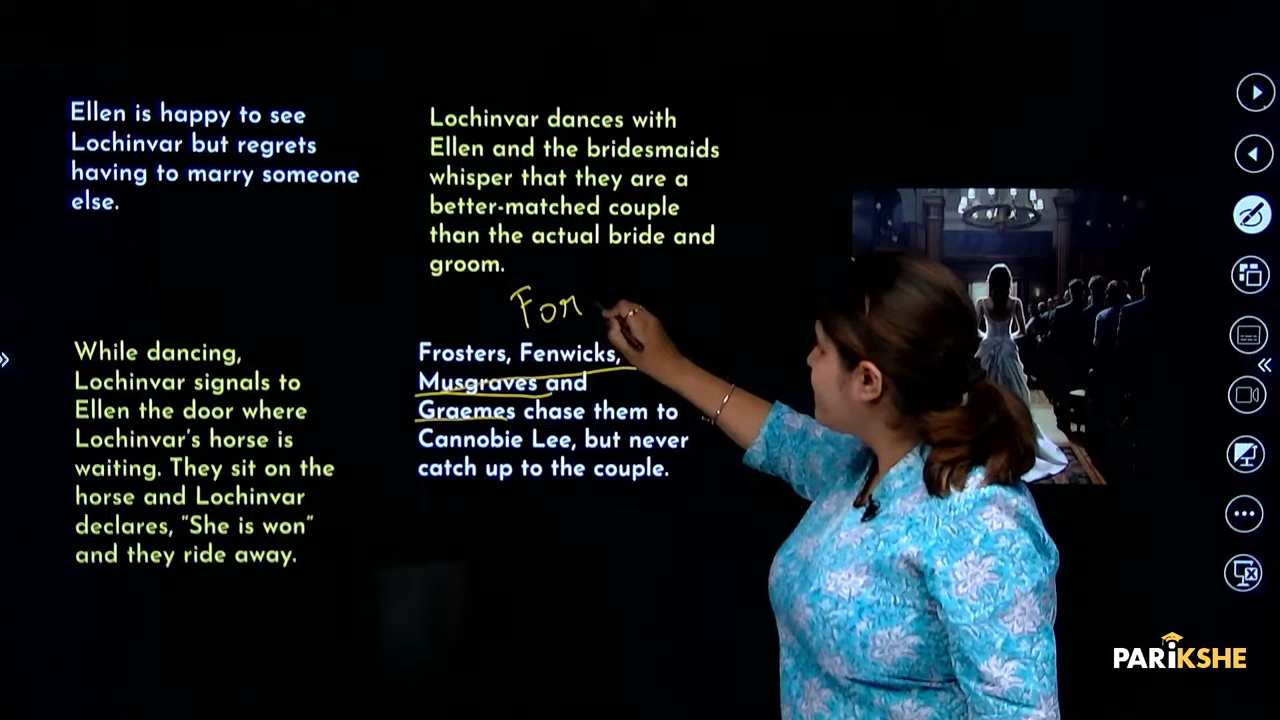 Ellen is happy to see
Lochinvar but regrets
having to marry someone
else.
Lochinvar dances with
Ellen and the bridesmaids
whisper that they are a
better-matched couple
than the actual bride and
groom.
While dancing,
Lochinvar signals to
Ellen the door where
Lochinvar's horse is
waiting. They sit on the
horse and Lochinvar
declares, "She is won"
and they ride away.
For
Frosters, Fenwicks,
Musgraves and
Graemes chase them to
Cannobie Lee, but never
catch up to the couple.
PARIKSHE